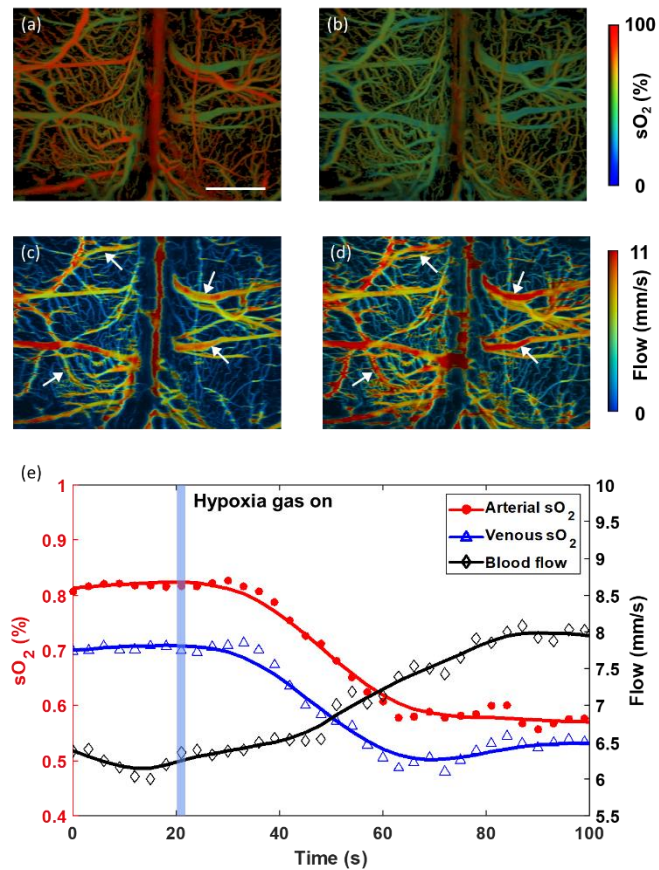 (a)
(b)
100
sO₂ (%)
0
(c)
(d)
11
Flow (mm/s)
0
(e)
1
0.9
0.8
0.7
0.6
0.5
0.4
sO₂ (%)
Hypoxia gas on
Arterial sO₂
Venous sO₂
Blood flow
10
9.5
9
8.5
8
7.5
7
6.5
6
5.5
Flow (mm/s)
0 20 40 60 80 100
Time (s)